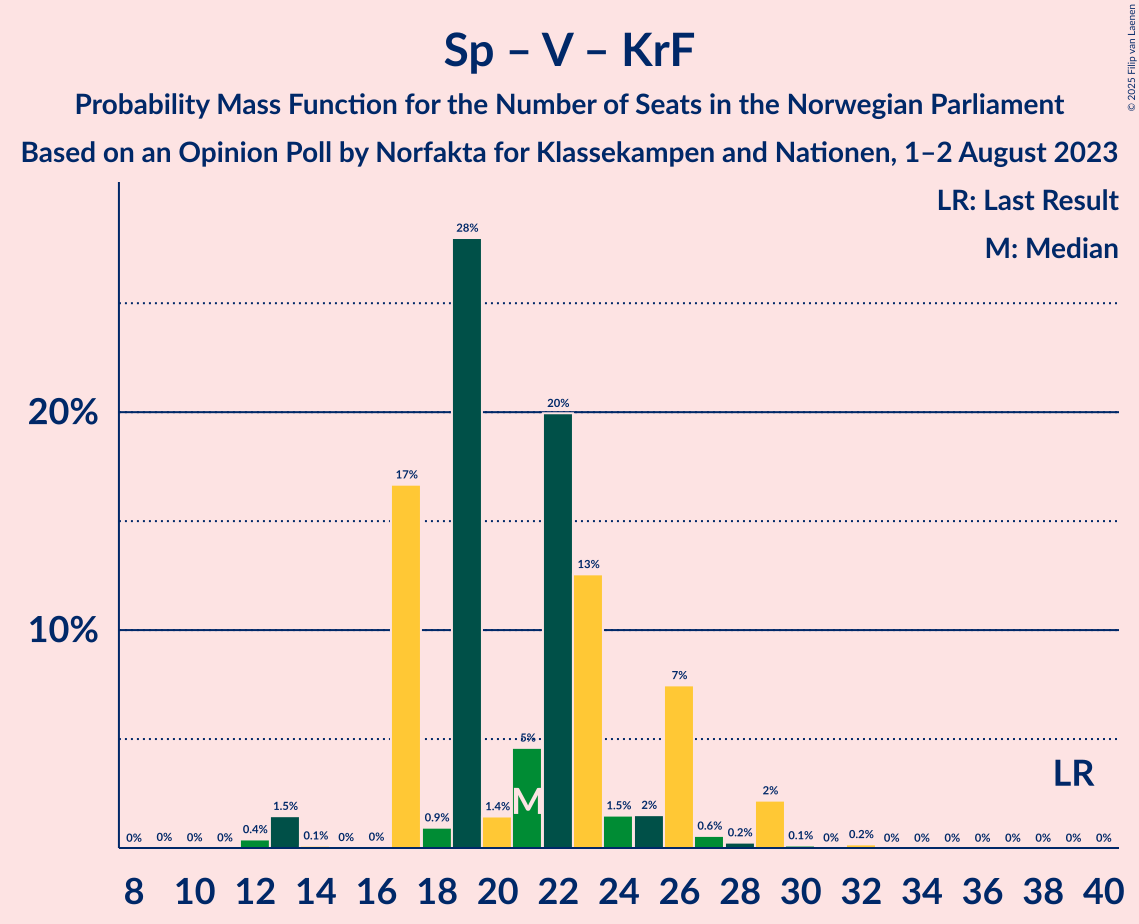 Sp – V – KrF
Probability Mass Function for the Number of Seats in the Norwegian Parliament
Based on an Opinion Poll by Norfakta for Klassekampen and Nationen, 1–2 August 2023
© 2025 Filip van Laenen
LR: Last Result
M: Median
20%
10%
0% 0% 0% 0% 0.4% 1.5% 0.1% 0% 0% 17% 0.9% 28% 1.4% 5% 20% 13% 1.5% 2% 7% 0.6% 0.2% 2% 0.1% 0% 0.2% 0% 0% 0% 0% 0% 0% 0% 0%
M
LR
8 10 12 14 16 18 20 22 24 26 28 30 32 34 36 38 40